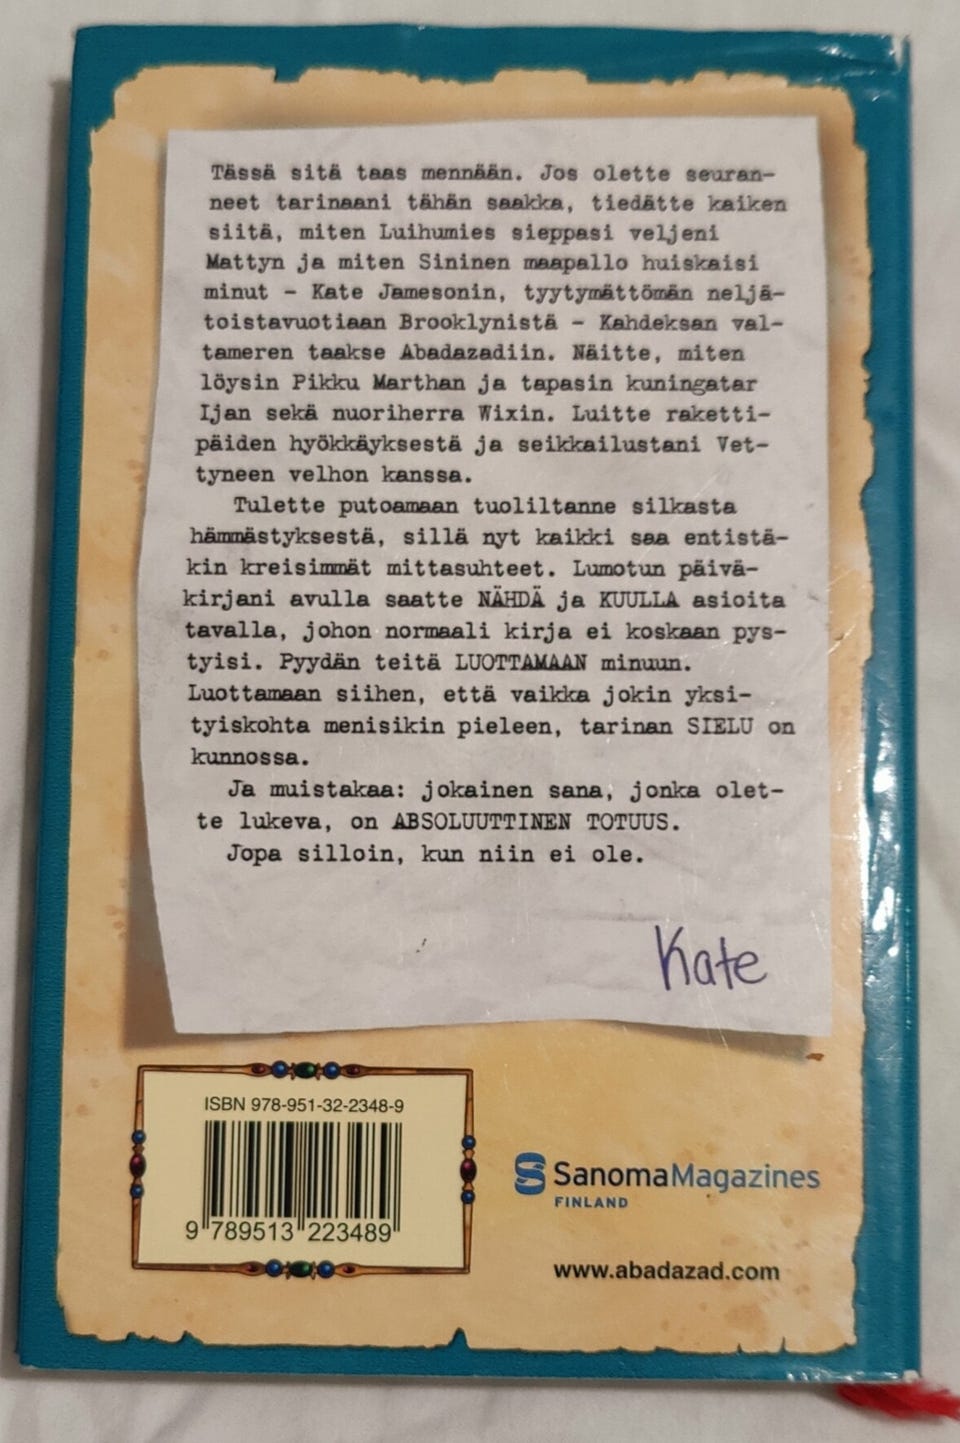 Tässä sitä taas mennään. Jos olette seuran-
neet tarinaani tähän saakka, tiedätte kaiken
siitä, miten Luihumies sieppasi veljeni
Mattyn ja miten Sininen maapallo huiskaisi
minut - Kate Jamesonin, tyytymättömän neljä-
toistavuotiaan Brooklynistä - Kahdeksan val-
tameren taakse Abadazadiin. Näitte, miten
löysin Pikku Marthan ja tapasin kuningatar
Ijan sekä nuoriherra Wixin. Luitte raketti-
päiden hyökkäyksestä ja seikkailustani Vet-
tyneen velhon kanssa.
Tulette putoamaan tuoliltanne silkasta
hämmästyksestä, sillä nyt kaikki saa entistä-
kin kreisimmät mittasuhteet. Lumotun päivä-
kirjani avulla saatte NÄHDÄ ja KUULLA asioita
tavalla, johon normaali kirja ei koskaan pys-
tyisi. Pyydän teitä LUOTTAMAAN minuun.
Luottamaan siihen, että vaikka jokin yksi-
tyiskohta menisikin pieleen, tarinan SIELU on
kunnossa.
Ja muistakaa: jokainen sana, jonka olet-
te lukeva, on ABSOLUUTTINEN TOTUUS.
Jopa silloin, kun niin ei ole.
Kate
ISBN 978-951-32-2348-9
9 789513 223489
SanomaMagazines
FINLAND
www.abadazad.com